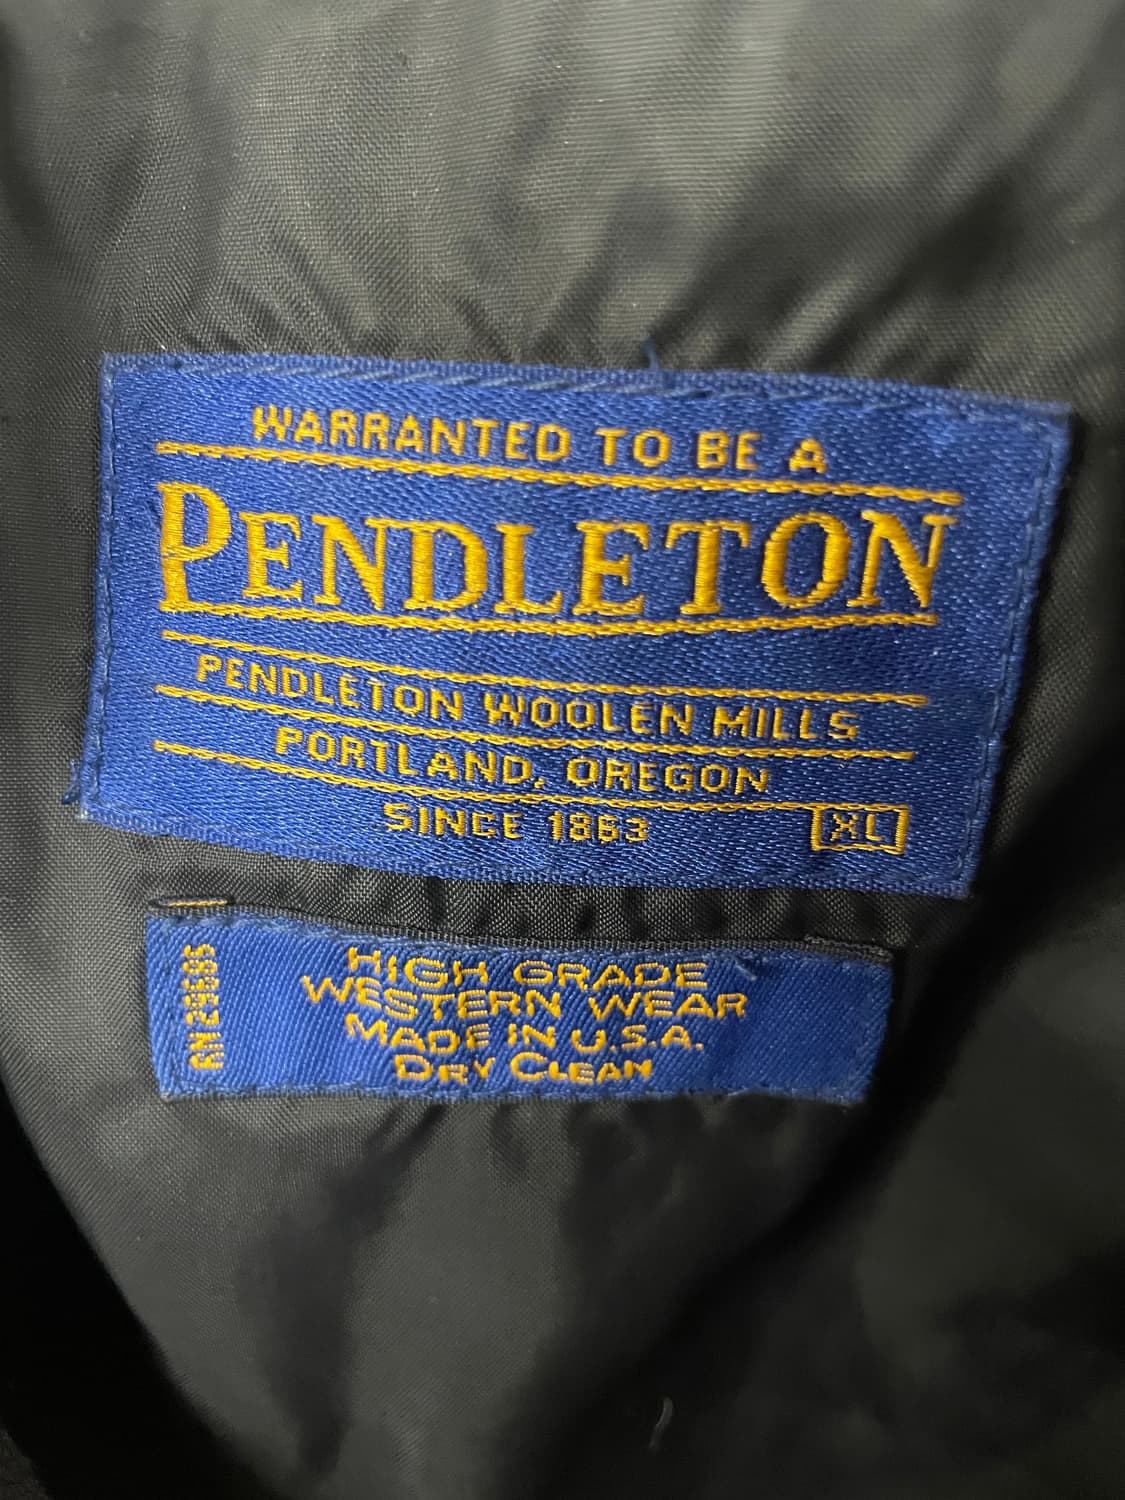 WARRANTED TO BE A
PENDLETON
PENDLETON WOOLEN MILLS
PORTLAND, OREGON
SINCE 1863
XL
HIGH GRADE
WESTERN WEAR
MADE IN U.S.A.
DRY CLEAN
RN29685